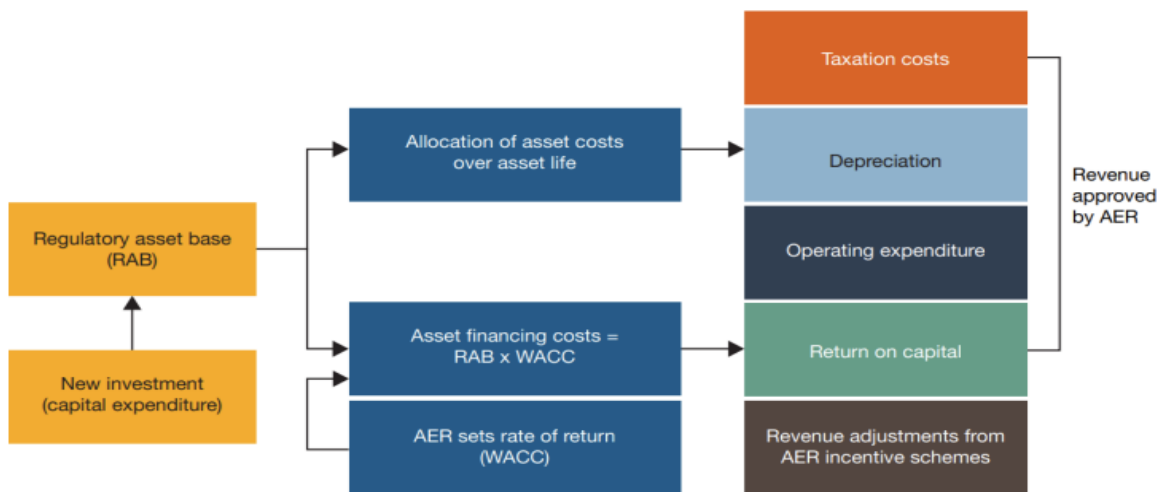 Regulatory asset base
(RAB)
New investment
(capital expenditure)
Allocation of asset costs
over asset life
Asset financing costs =
RAB x WACC
AER sets rate of return
(WACC)
Taxation costs
Depreciation
Operating expenditure
Return on capital
Revenue adjustments from
AER incentive schemes
Revenue
approved
by AER